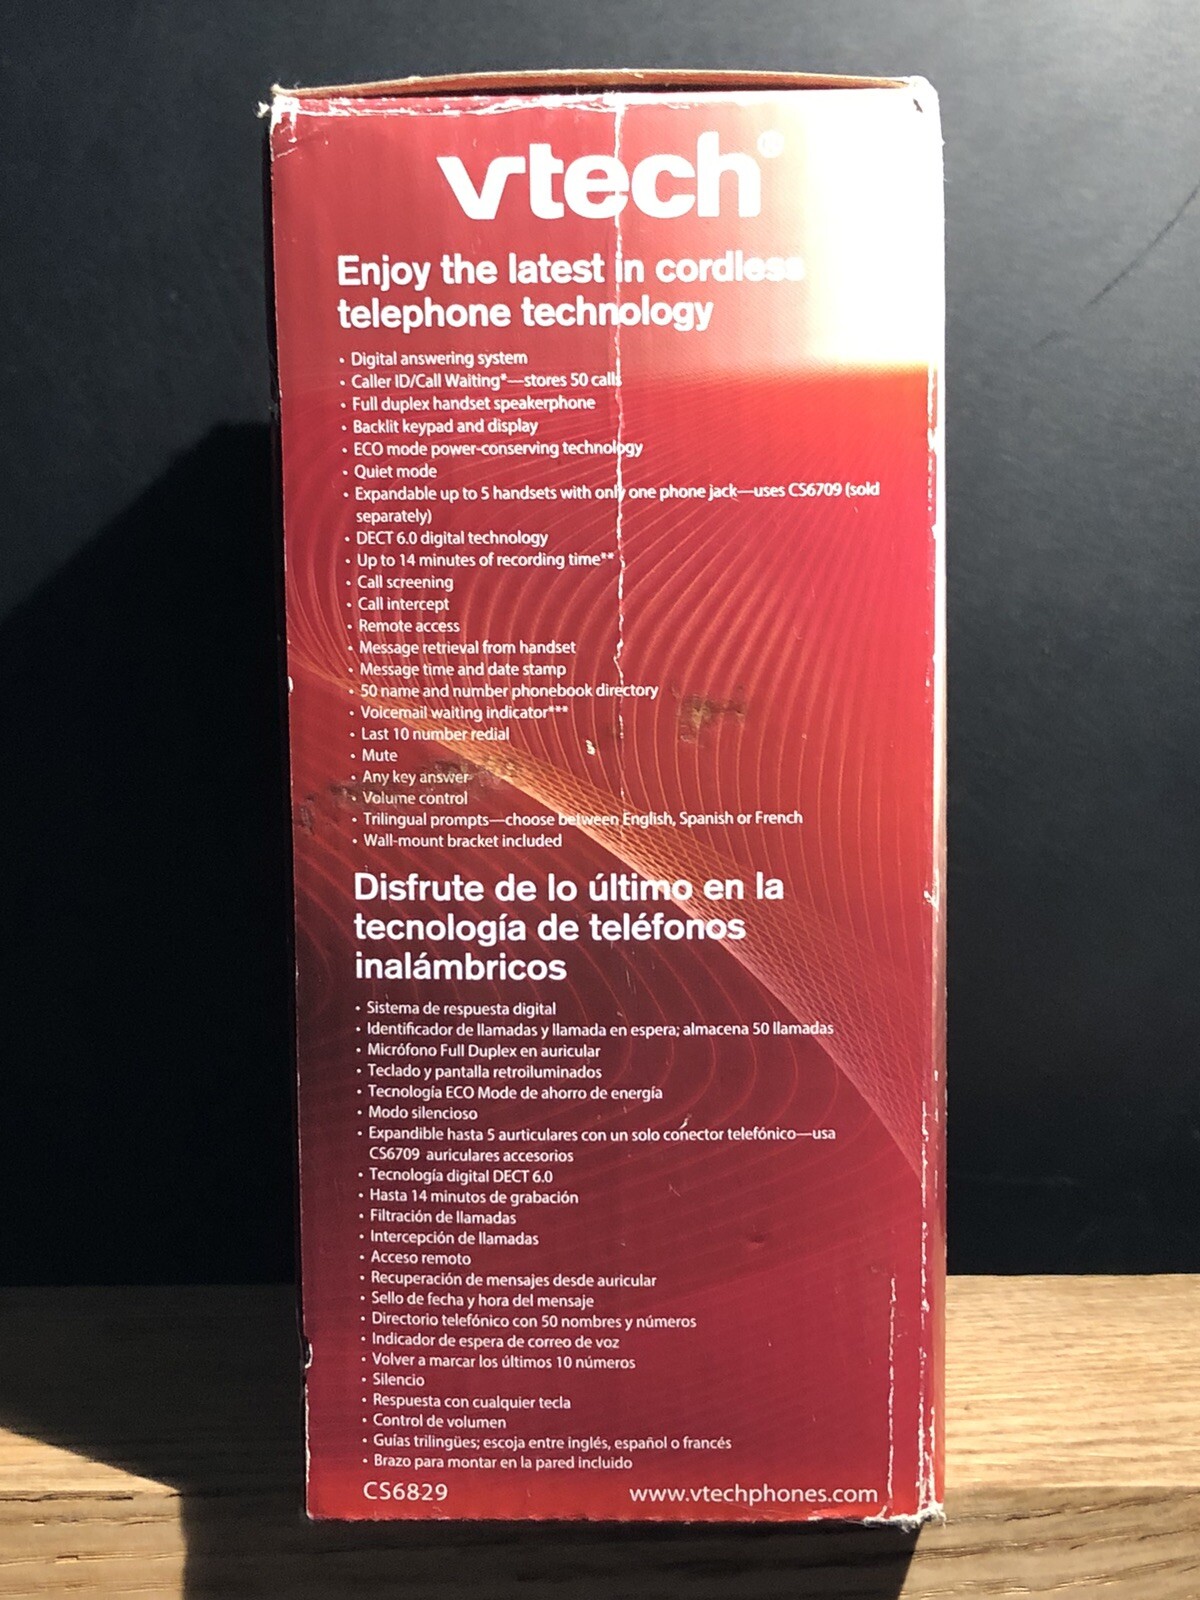 vtech®
Enjoy the latest in cordless
telephone technology
• Digital answering system
• Caller ID/Call Waiting*—stores 50 calls
• Full duplex handset speakerphone
• Backlit keypad and display
• ECO mode power-conserving technology
• Quiet mode
• Expandable up to 5 handsets with only one phone jack—uses CS6709 (sold
separately)
• DECT 6.0 digital technology
• Up to 14 minutes of recording time**
• Call screening
• Call intercept
• Remote access
• Message retrieval from handset
• Message time and date stamp
• 50 name and number phonebook directory
• Voicemail waiting indicator***
• Last 10 number redial
• Mute
• Any key answer
• Volume control
• Trilingual prompts—choose between English, Spanish or French
• Wall-mount bracket included
Disfrute de lo último en la
tecnología de teléfonos
inalámbricos
• Sistema de respuesta digital
• Identificador de llamadas y llamada en espera; almacena 50 llamadas
• Micrófono Full Duplex en auricular
• Teclado y pantalla retroiluminados
• Tecnología ECO Mode de ahorro de energía
• Modo silencioso
• Expandible hasta 5 aurticulares con un solo conector telefónico—usa
CS6709 auriculares accesorios
• Tecnología digital DECT 6.0
• Hasta 14 minutos de grabación
• Filtración de llamadas
• Intercepción de llamadas
• Acceso remoto
• Recuperación de mensajes desde auricular
• Sello de fecha y hora del mensaje
• Directorio telefónico con 50 nombres y números
• Indicador de espera de correo de voz
• Volver a marcar los últimos 10 números
• Silencio
• Respuesta con cualquier tecla
• Control de volumen
• Guías trilingües; escoja entre inglés, español o francés
• Brazo para montar en la pared incluido
CS6829 www.vtechphones.com